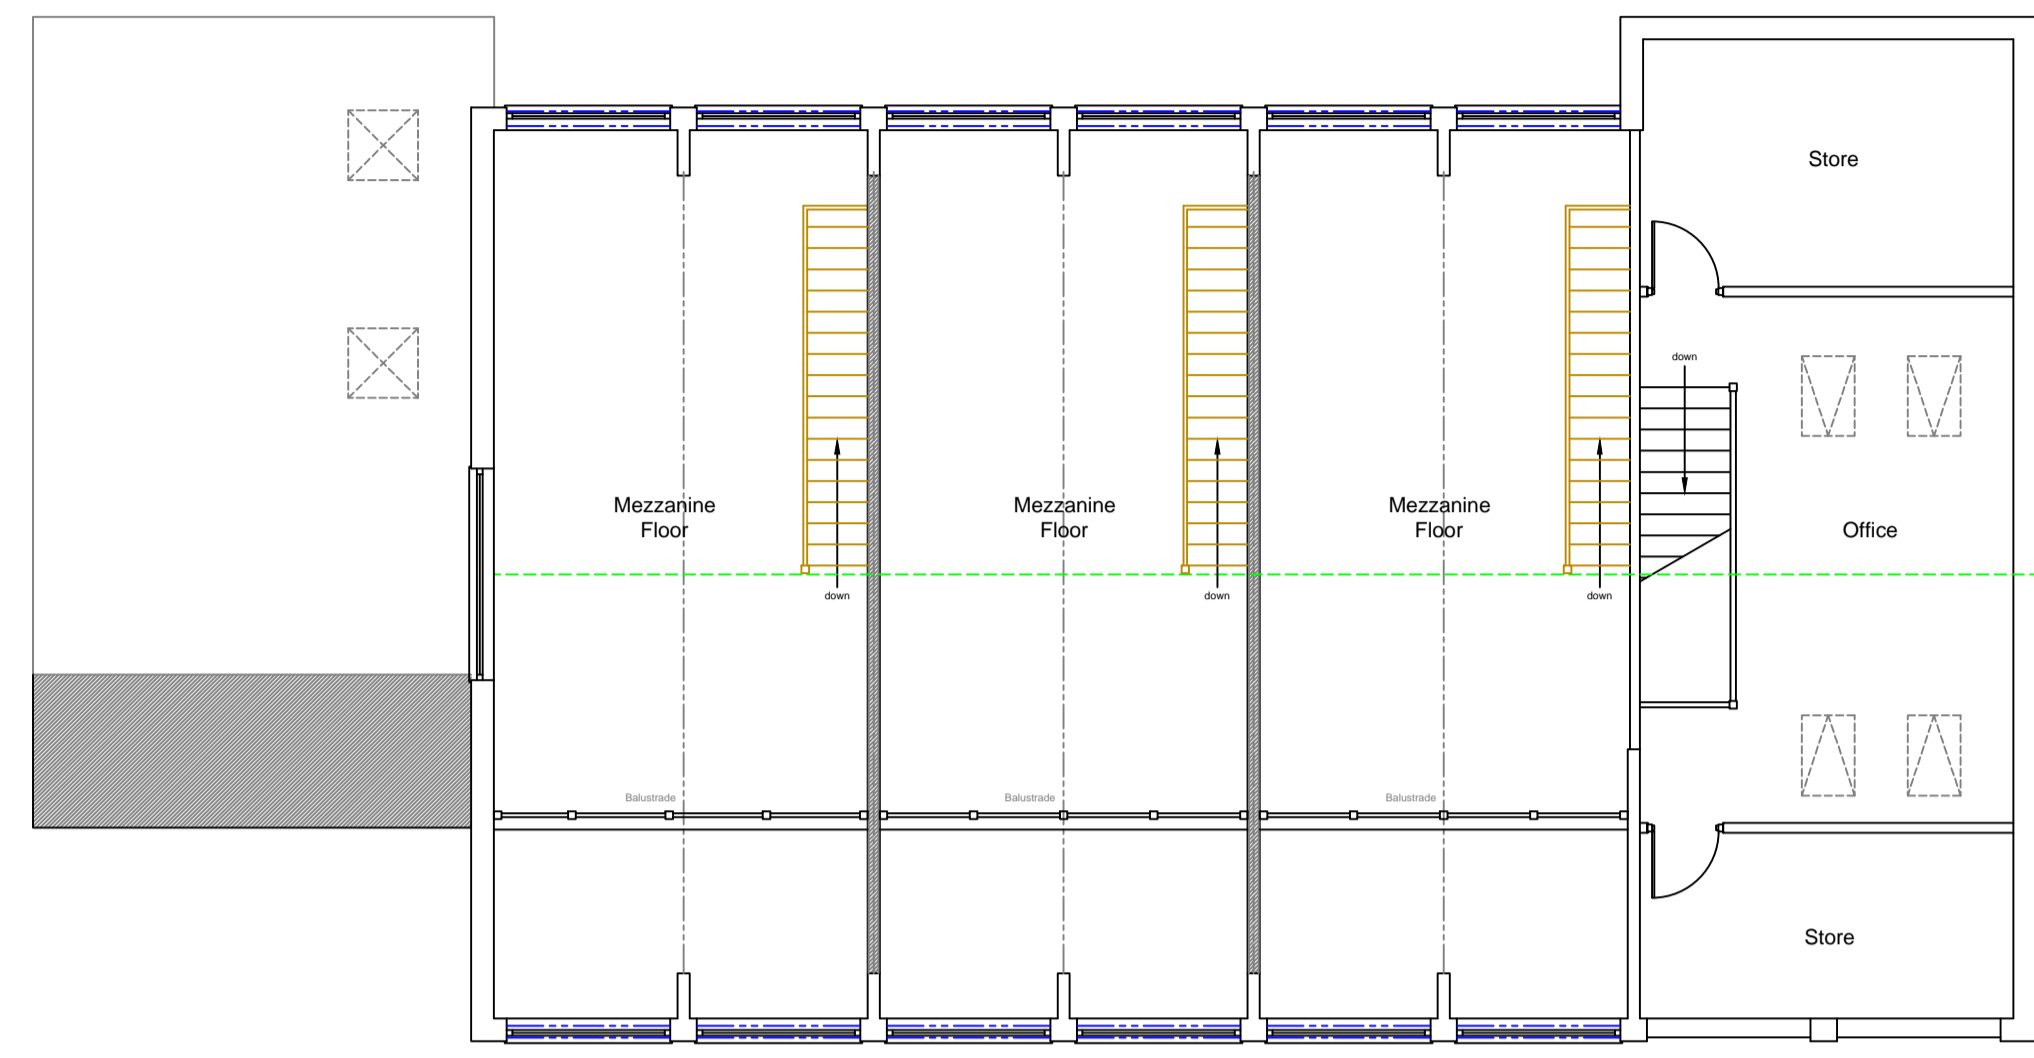 Store
down
Mezzanine
Floor
Mezzanine
Floor
Mezzanine
Floor
Office
down
down
down
Balustrade
Balustrade
Balustrade
Store